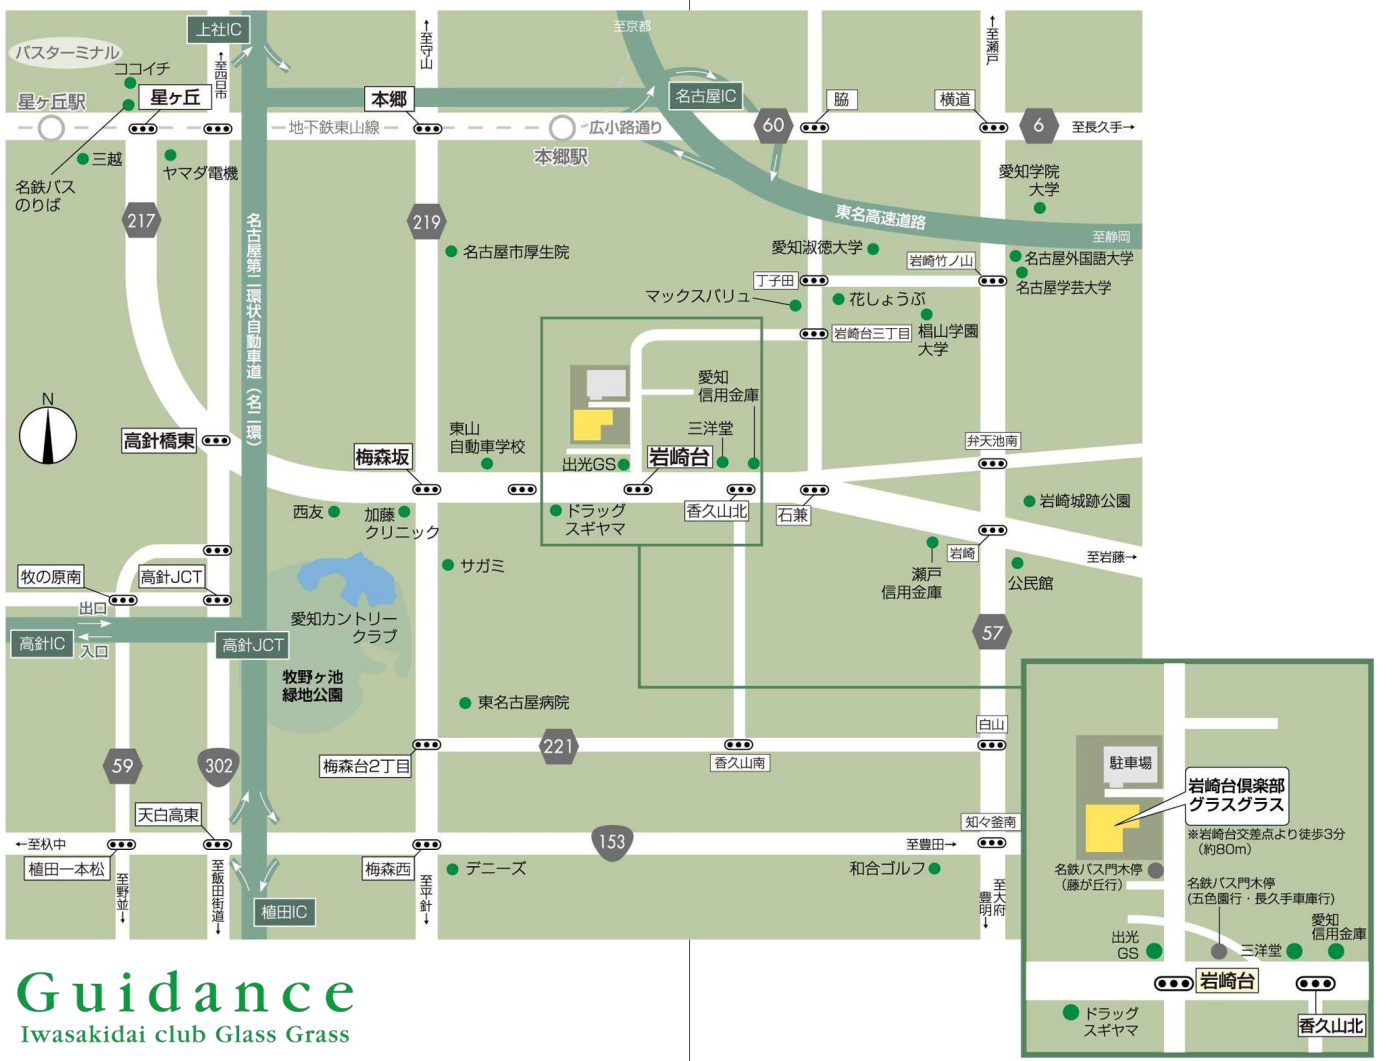 上社IC
↑至四日市
↑至守山
至京都
↑至瀬戸
バスターミナル
ココイチ
星ヶ丘駅
星ヶ丘
本郷
名古屋IC
脇
横道
地下鉄東山線
本郷駅
広小路通り
60
6
至長久手→
三越
ヤマダ電機
名鉄バス
のりば
愛知学院
大学
217
219
名古屋第二環状自動車道（名二環）
東名高速道路
至静岡
名古屋市厚生院
愛知淑徳大学
岩崎竹ノ山
名古屋外国語大学
名古屋学芸大学
丁子田
マックスバリュ
花しょうぶ
岩崎台三丁目
椙山学園
大学
N
愛知
信用金庫
東山
自動車学校
三洋堂
高針橋東
梅森坂
出光GS
岩崎台
弁天池南
西友
加藤
クリニック
ドラッグ
スギヤマ
香久山北
石兼
岩崎城跡公園
岩崎
至岩藤→
サガミ
瀬戸
信用金庫
公民館
牧の原南
高針JCT
出口
入口
高針IC
高針JCT
愛知カントリー
クラブ
牧野ヶ池
緑地公園
57
東名古屋病院
白山
59
302
梅森台2丁目
221
香久山南
天白高東
知々釜南
←至杁中
植田一本松
梅森西
153
至豊田→
デニーズ
和合ゴルフ
至野並↓
至飯田街道↓
植田IC
至平針↓
至大府
豊明↓
駐車場
岩崎台倶楽部
グラスグラス
※岩崎台交差点より徒歩3分
（約80m）
名鉄バス門木停
（藤が丘行）
名鉄バス門木停
（五色園行・長久手車庫行）
愛知
信用金庫
出光
GS
三洋堂
岩崎台
ドラッグ
スギヤマ
香久山北
Guidance
Iwasakidai club Glass Grass